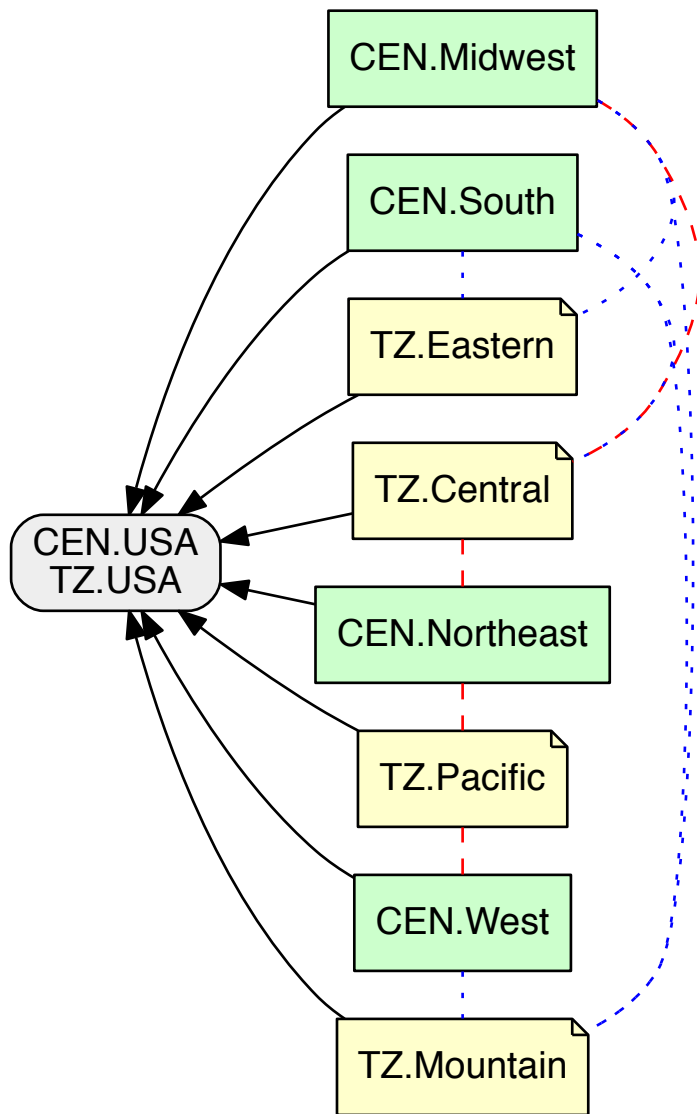 CEN.Midwest
CEN.South
TZ.Eastern
TZ.Central
CEN.USA
TZ.USA
CEN.Northeast
TZ.Pacific
CEN.West
TZ.Mountain